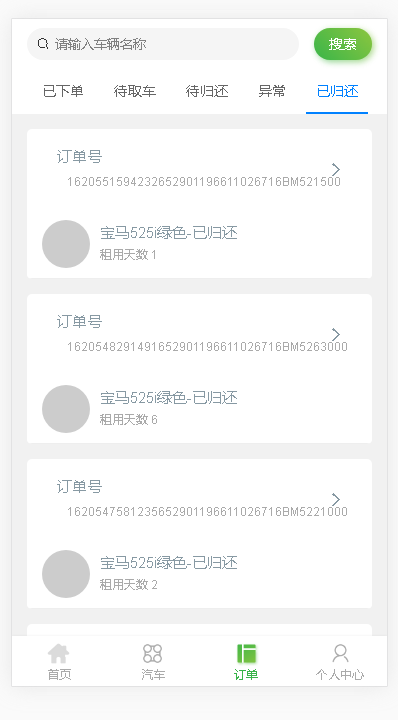 请输入车辆名称
搜索
已下单 待取车 待归还 异常 已归还
订单号
1620551594232652901196611026716BM521500
宝马525i绿色-已归还
租用天数 1
订单号
1620548291491652901196611026716BM5263000
宝马525i绿色-已归还
租用天数 6
订单号
1620547581235652901196611026716BM5221000
宝马525i绿色-已归还
租用天数 2
首页 汽车 订单 个人中心